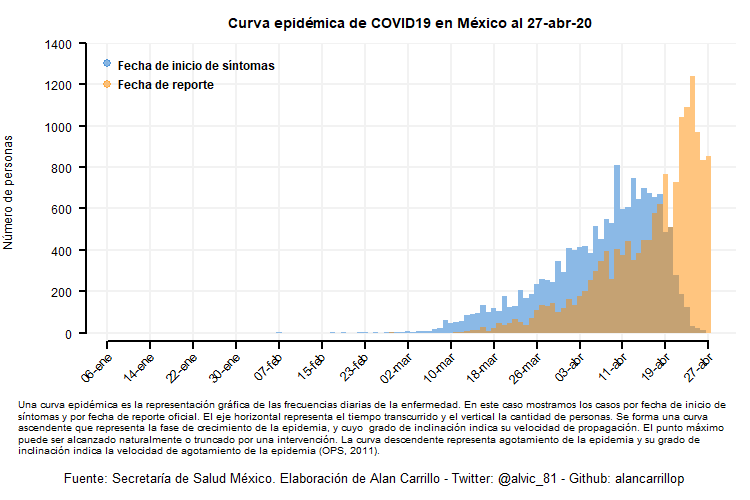 Curva epidémica de COVID19 en México al 27-abr-20
Número de personas
1400
1200
1000
800
600
400
200
0
Fecha de inicio de síntomas
Fecha de reporte
06-ene
14-ene
22-ene
30-ene
07-feb
15-feb
23-feb
02-mar
10-mar
18-mar
26-mar
03-abr
11-abr
19-abr
27-abr
Una curva epidémica es la representación gráfica de las frecuencias diarias de la enfermedad. En este caso mostramos los casos por fecha de inicio de
síntomas y por fecha de reporte oficial. El eje horizontal representa el tiempo transcurrido y el vertical la cantidad de personas. Se forma una curva
ascendente que representa la fase de crecimiento de la epidemia, y cuyo grado de inclinación indica su velocidad de propagación. El punto máximo
puede ser alcanzado naturalmente o truncado por una intervención. La curva descendente representa agotamiento de la epidemia y su grado de
inclinación indica la velocidad de agotamiento de la epidemia (OPS, 2011).
Fuente: Secretaría de Salud México. Elaboración de Alan Carrillo - Twitter: @alvic_81 - Github: alancarrillop